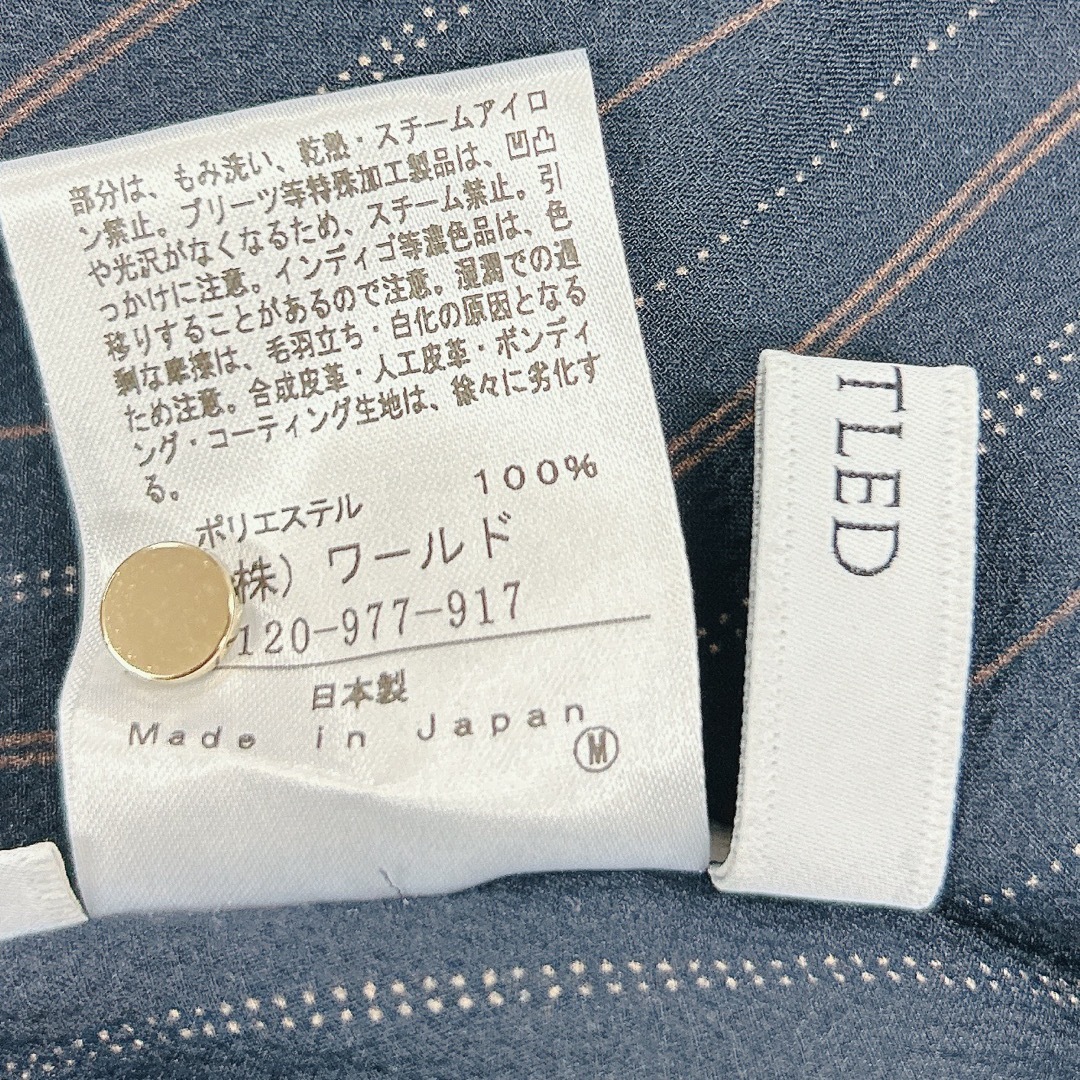 部分は、もみ洗い、乾熱・スチームアイロ
ン禁止。プリーツ等特殊加工製品は、凹凸
や光沢がなくなるため、スチーム禁止。引
っかけに注意。インディゴ等濃色品は、色
移りすることがあるので注意。湿潤での過
剰な摩擦は、毛羽立ち・白化の原因となる
ため注意。合成皮革・人工皮革・ボンディ
ング・コーティング生地は、徐々に劣化す
る。
ポリエステル 100%
株）ワールド
-120-977-917
日本製
Made in Japan
M
TLED